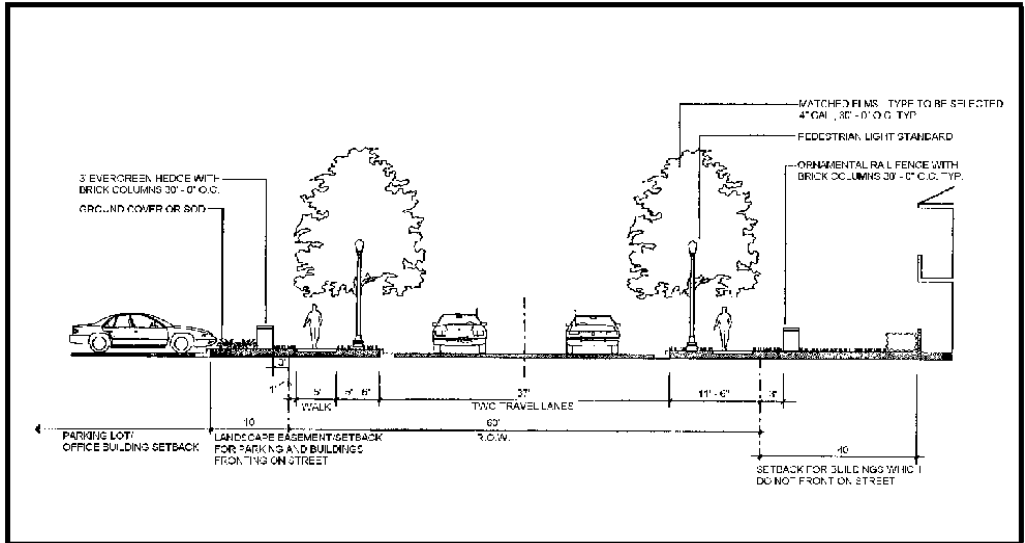 MATCHED ELMS - TYPE TO BE SELECTED
4" CAL., 30' - 0" O.C. TYP.
PEDESTRIAN LIGHT STANDARD
ORNAMENTAL RAIL FENCE WITH
BRICK COLUMNS 30' - 0" O.C. TYP.
3' EVERGREEN HEDGE WITH
BRICK COLUMNS 30' - 0" O.C.
GROUND COVER OR SOD
3'
1'
5'
WALK
5' - 6"
37'
TWO TRAVEL LANES
11' - 6"
3'
10
60'
R.O.W.
PARKING LOT/
OFFICE BUILDING SETBACK
LANDSCAPE EASEMENT/SETBACK
FOR PARKING AND BUILDINGS
FRONTING ON STREET
SETBACK FOR BUILDINGS WHICH
DO NOT FRONT ON STREET